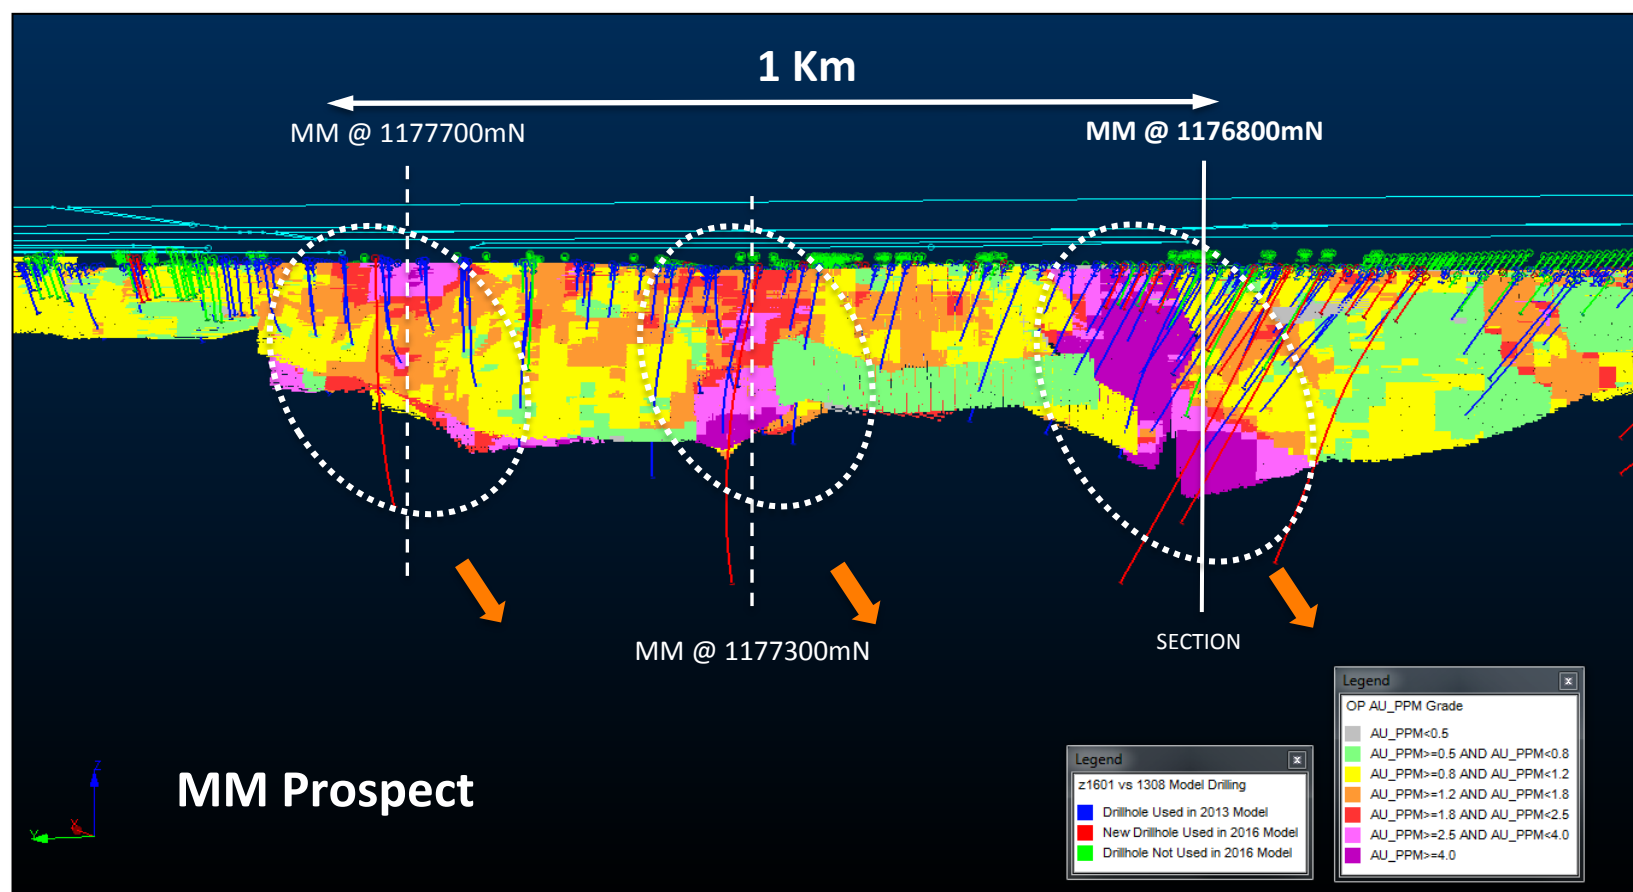 1 Km
MM @ 1177700mN
MM @ 1176800mN
MM @ 1177300mN
SECTION
MM Prospect
Z
X
Y
Legend
x
z1601 vs 1308 Model Drilling
Drillhole Used in 2013 Model
New Drillhole Used in 2016 Model
Drillhole Not Used in 2016 Model
Legend
x
OP AU_PPM Grade
AU_PPM<0.5
AU_PPM>=0.5 AND AU_PPM<0.8
AU_PPM>=0.8 AND AU_PPM<1.2
AU_PPM>=1.2 AND AU_PPM<1.8
AU_PPM>=1.8 AND AU_PPM<2.5
AU_PPM>=2.5 AND AU_PPM<4.0
AU_PPM>=4.0